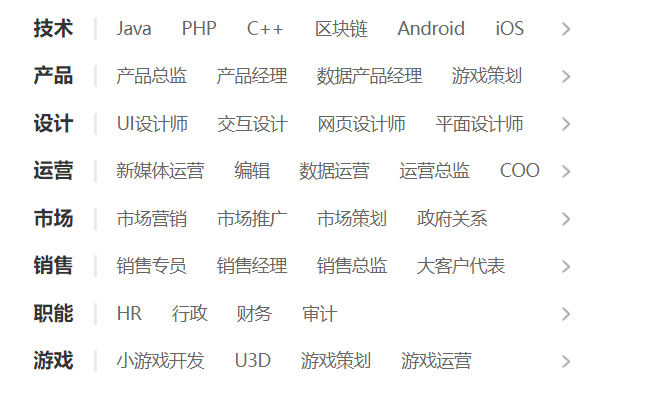 技术 Java PHP C++ 区块链 Android iOS
产品 产品总监 产品经理 数据产品经理 游戏策划
设计 UI设计师 交互设计 网页设计师 平面设计师
运营 新媒体运营 编辑 数据运营 运营总监 COO
市场 市场营销 市场推广 市场策划 政府关系
销售 销售专员 销售经理 销售总监 大客户代表
职能 HR 行政 财务 审计
游戏 小游戏开发 U3D 游戏策划 游戏运营